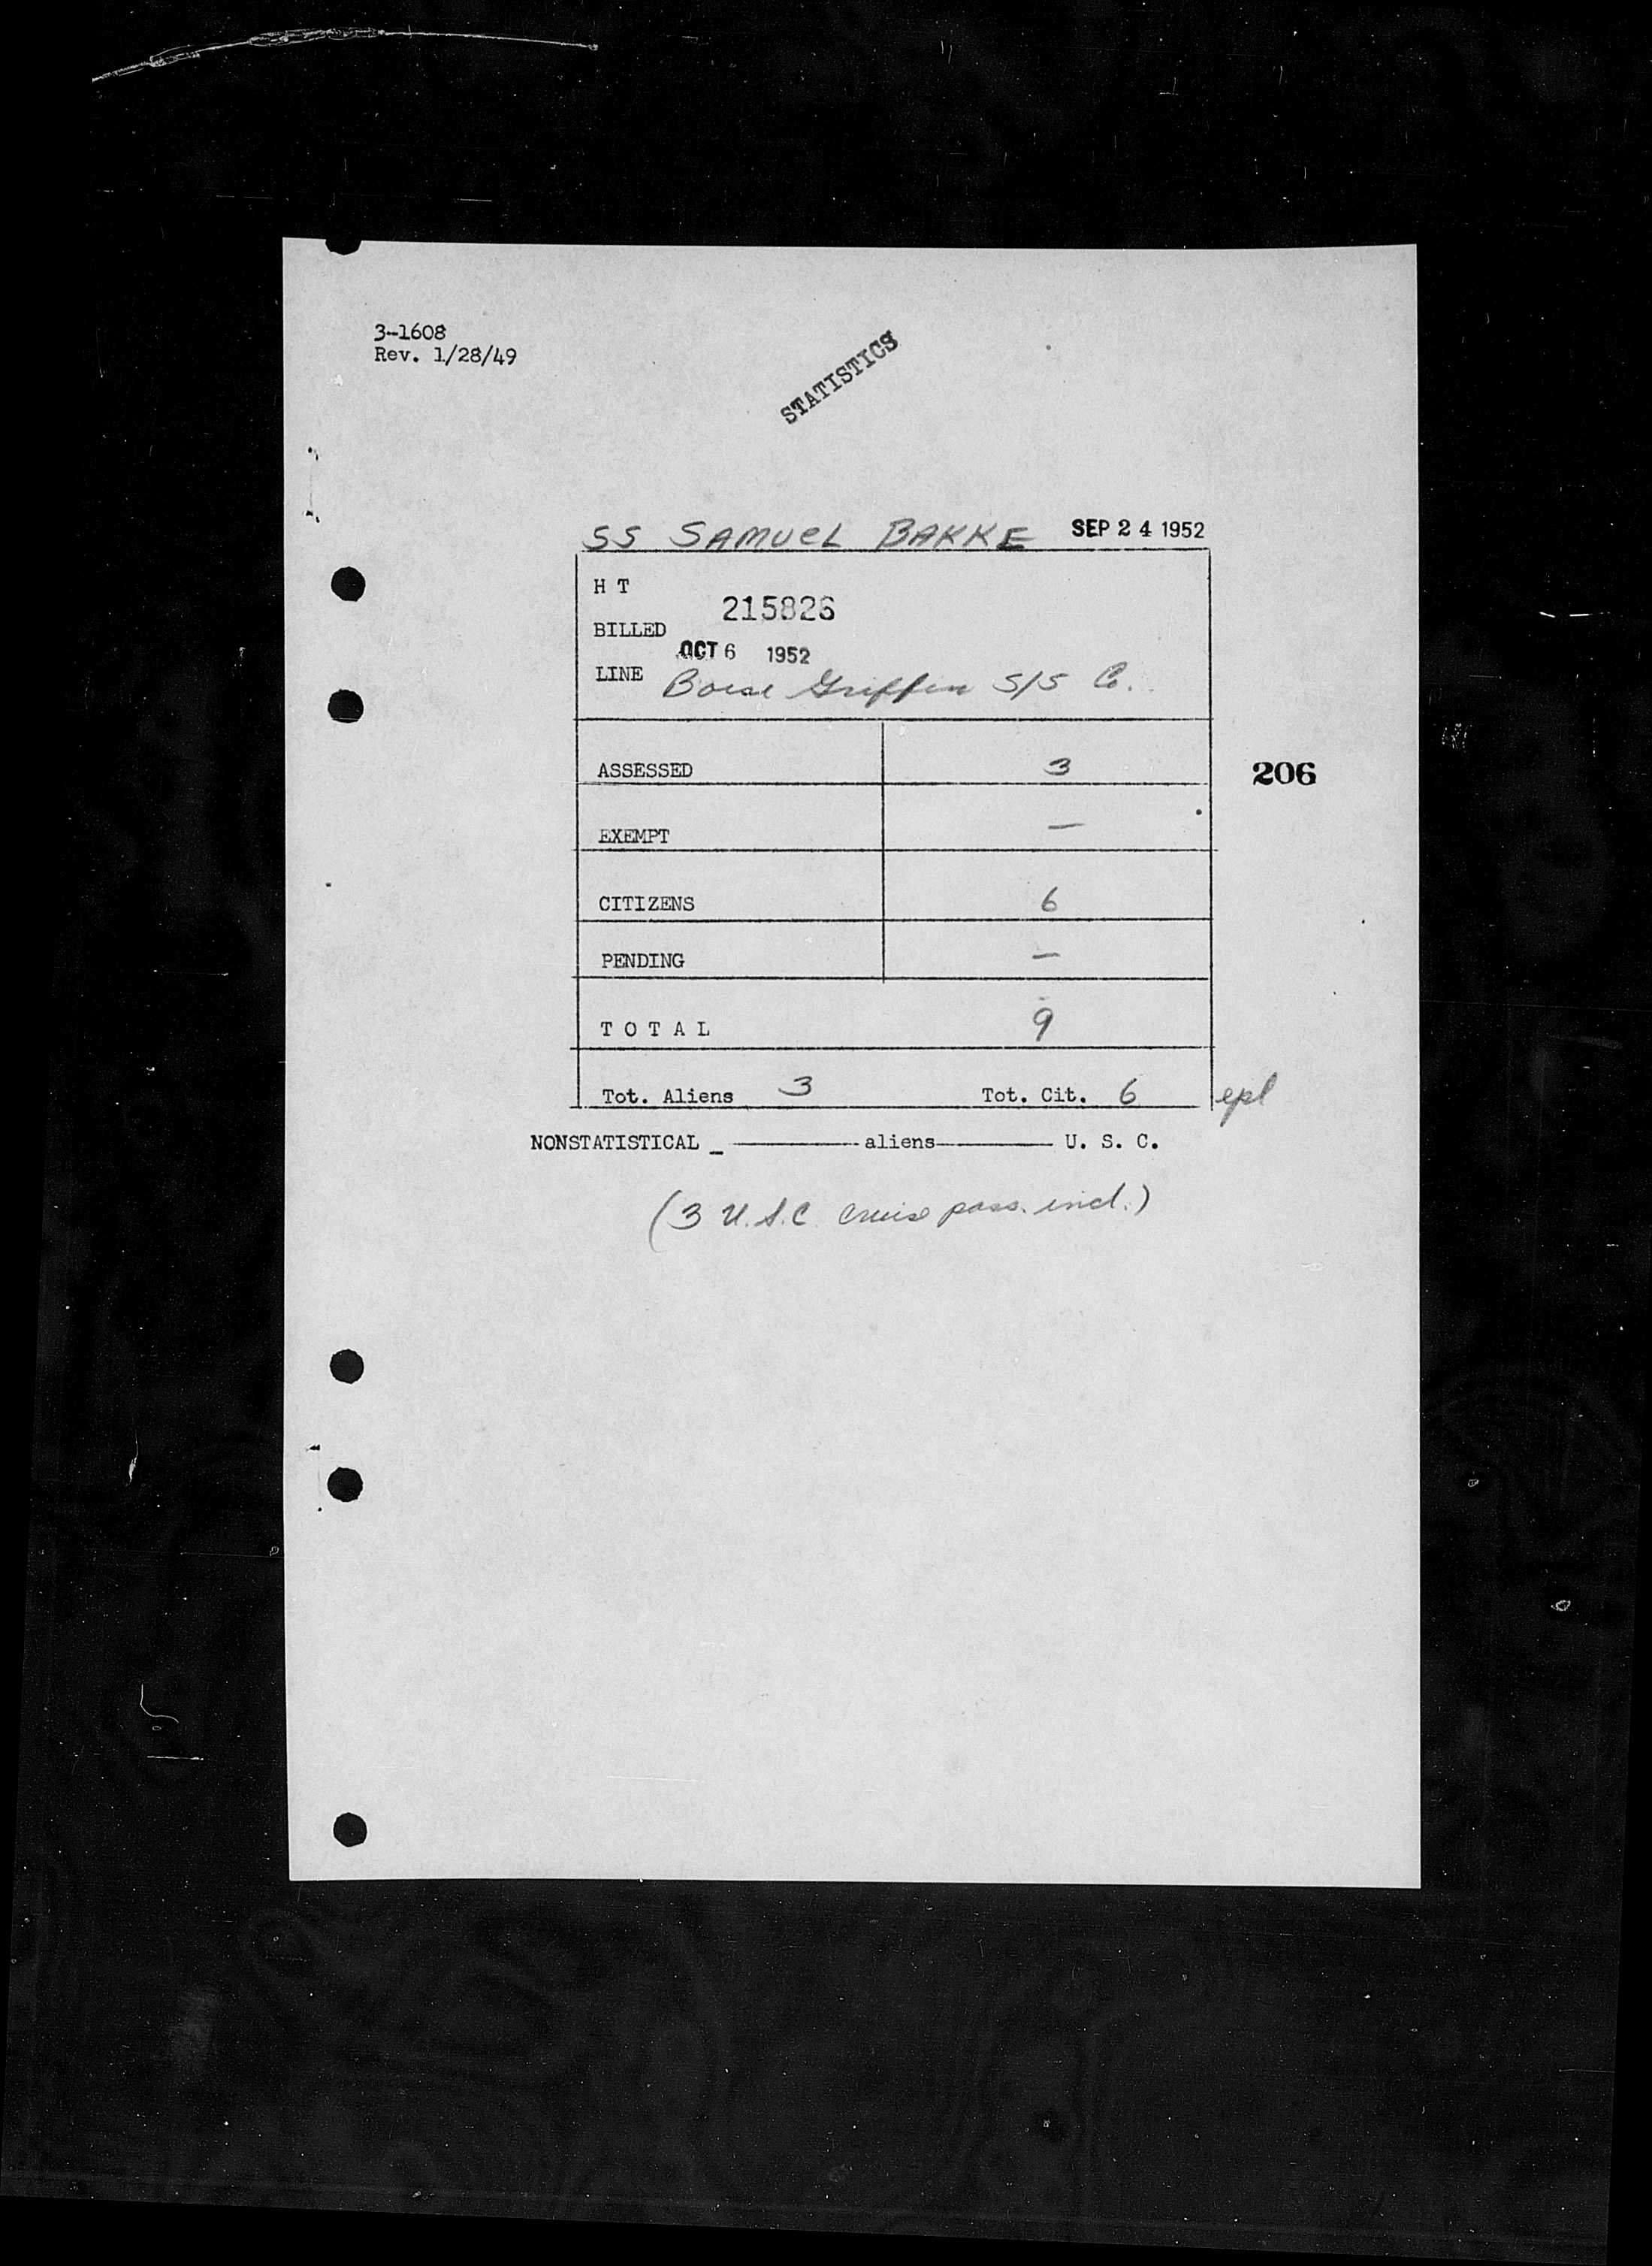 3-1608
Rev. 1/28/49
STATISTICS
SS SAMUEL BAKKE SEP 24 1952
H T
215826
BILLED
OCT 6 1952
LINE Boise Griffin S/S Co.
ASSESSED 3
206
EXEMPT —
CITIZENS 6
PENDING —
TOTAL 9
Tot. Aliens 3 Tot. Cit. 6 epl
NONSTATISTICAL _ ———— aliens ———— U. S. C.
(3 U.S.C. cruise pass. incl.)